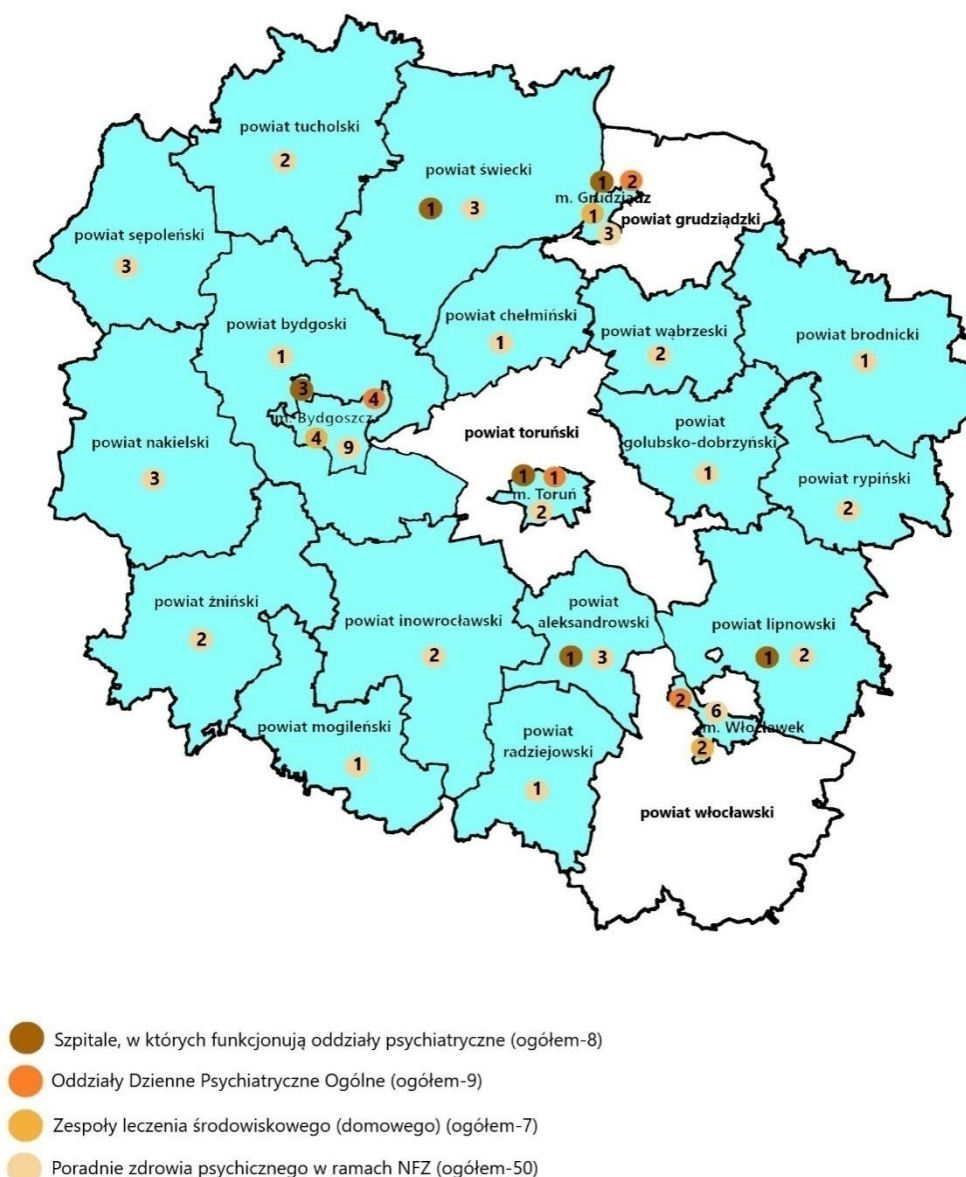 powiat tucholski
2
powiat świecki
1 3
1 2
m. Grudziądz
1
powiat grudziądzki
3
powiat sępoleński
3
powiat bydgoski
1
powiat chełmiński
1
powiat wąbrzeski
2
powiat brodnicki
1
3
4
m. Bydgoszcz
4 9
powiat nakielski
3
powiat toruński
1 1
m. Toruń
2
powiat
golubsko-dobrzyński
1
powiat rypiński
2
powiat żniński
2
powiat inowrocławski
2
powiat
aleksandrowski
1 3
powiat lipnowski
1 2
2
6
m. Włocławek
2
powiat mogileński
1
powiat
radziejowski
1
powiat włocławski
Szpitale, w których funkcjonują oddziały psychiatryczne (ogółem-8)
Oddziały Dzienne Psychiatryczne Ogólne (ogółem-9)
Zespoły leczenia środowiskowego (domowego) (ogółem-7)
Poradnie zdrowia psychicznego w ramach NFZ (ogółem-50)